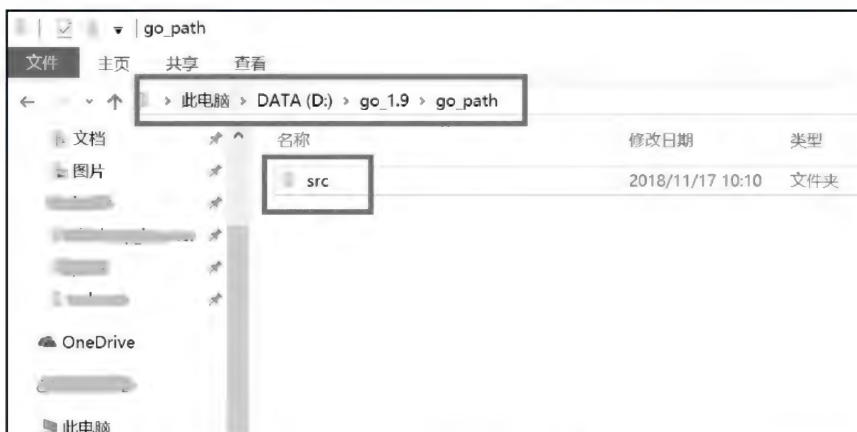 go_path
文件 主页 共享 查看
此电脑 > DATA (D:) > go_1.9 > go_path
名称 修改日期 类型
文档
图片
src 2018/11/17 10:10 文件夹
OneDrive
此电脑